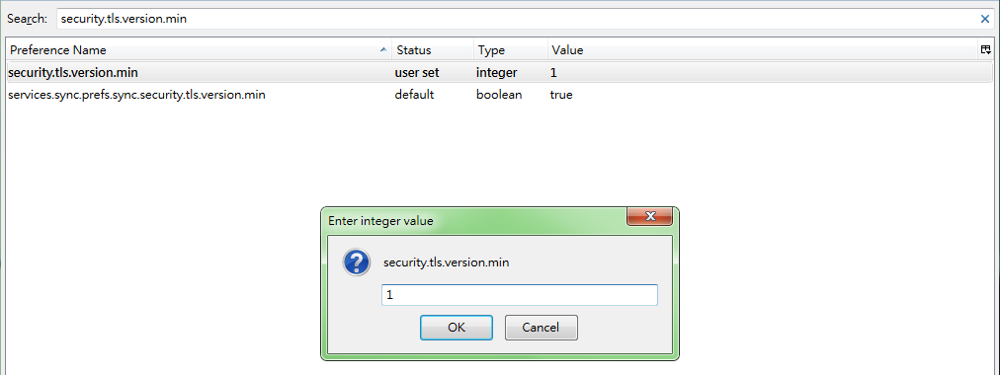 Search: security.tls.version.min
Preference Name Status Type Value
security.tls.version.min user set integer 1
services.sync.prefs.sync.security.tls.version.min default boolean true
Enter integer value
security.tls.version.min
1
OK Cancel